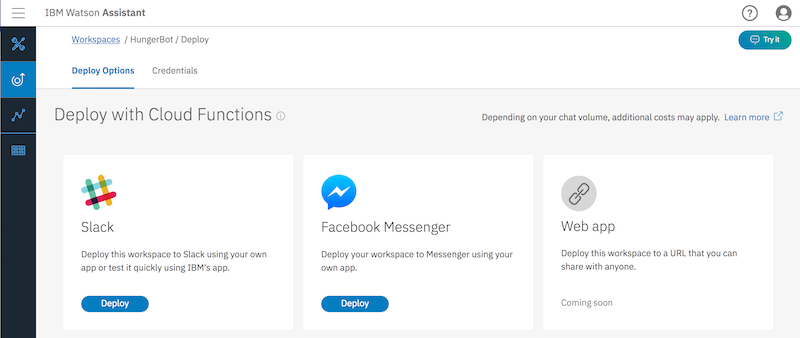 IBM Watson Assistant
Workspaces / HungerBot / Deploy
Try it
Deploy Options
Credentials
Deploy with Cloud Functions
Depending on your chat volume, additional costs may apply. Learn more
Slack
Deploy this workspace to Slack using your own
app or test it quickly using IBM's app.
Deploy
Facebook Messenger
Deploy your workspace to Messenger using your
own app.
Deploy
Web app
Deploy this workspace to a URL that you can
share with anyone.
Coming soon